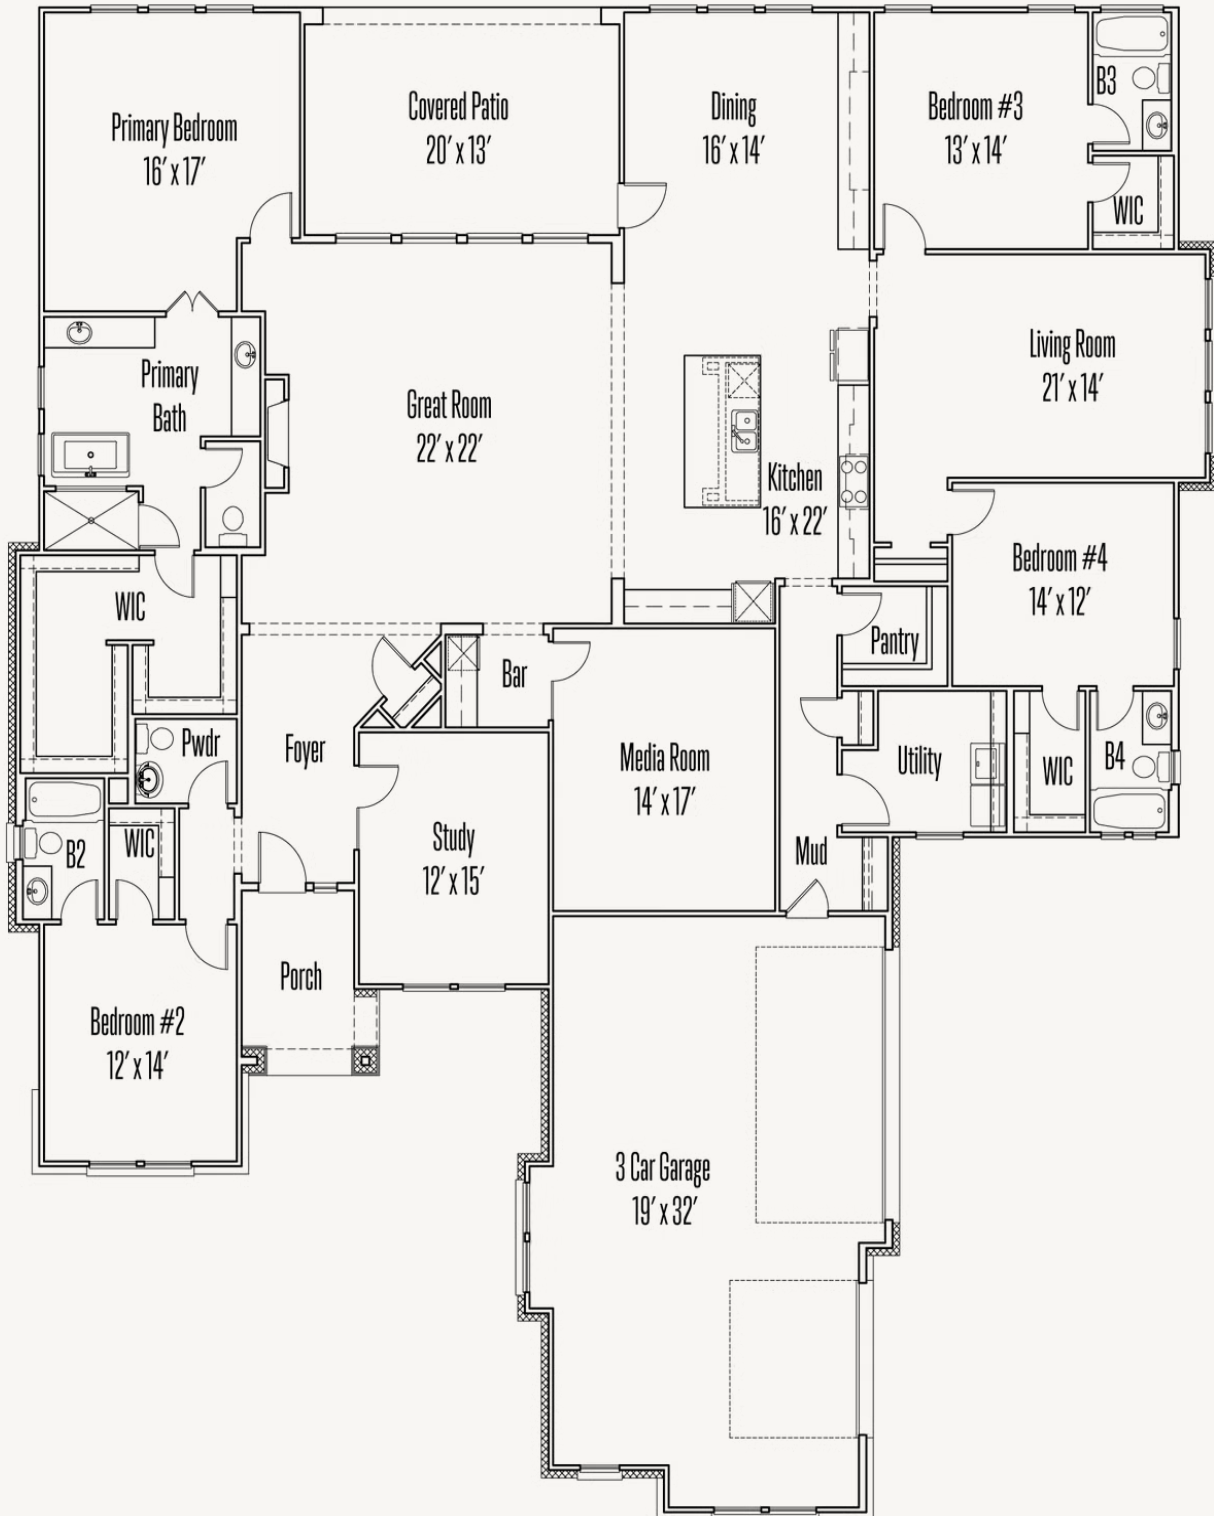 Primary Bedroom
16′ x 17′
Covered Patio
20′ x 13′
Dining
16′ x 14′
Bedroom #3
13′ x 14′
B3
WIC
Primary
Bath
Great Room
22′ x 22′
Living Room
21′ x 14′
Kitchen
16′ x 22′
Bedroom #4
14′ x 12′
WIC
Pantry
Bar
Foyer
Pwdr
Media Room
14′ x 17′
Utility
WIC
B4
B2
WIC
Study
12′ x 15′
Mud
Porch
Bedroom #2
12′ x 14′
3 Car Garage
19′ x 32′